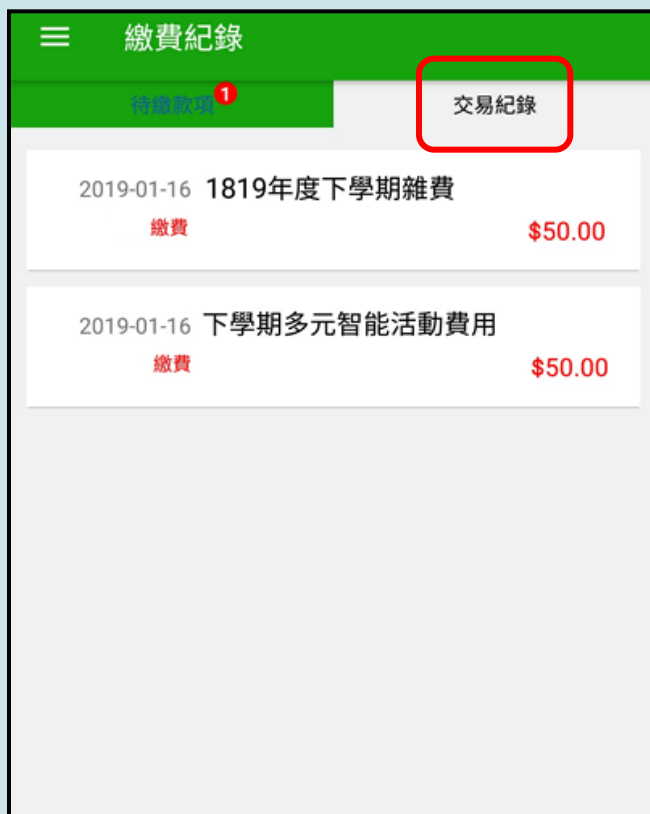 繳費紀錄
待繳款項 1 交易紀錄
2019-01-16 1819年度下學期雜費
繳費 $50.00
2019-01-16 下學期多元智能活動費用
繳費 $50.00